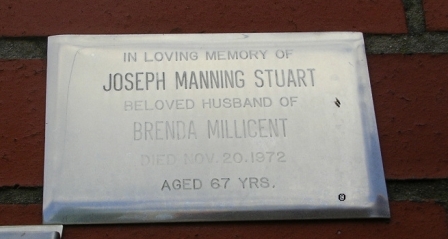 IN LOVING MEMORY OF
JOSEPH MANNING STUART
BELOVED HUSBAND OF
BRENDA MILLICENT
DIED NOV. 20. 1972
AGED 67 YRS.
8